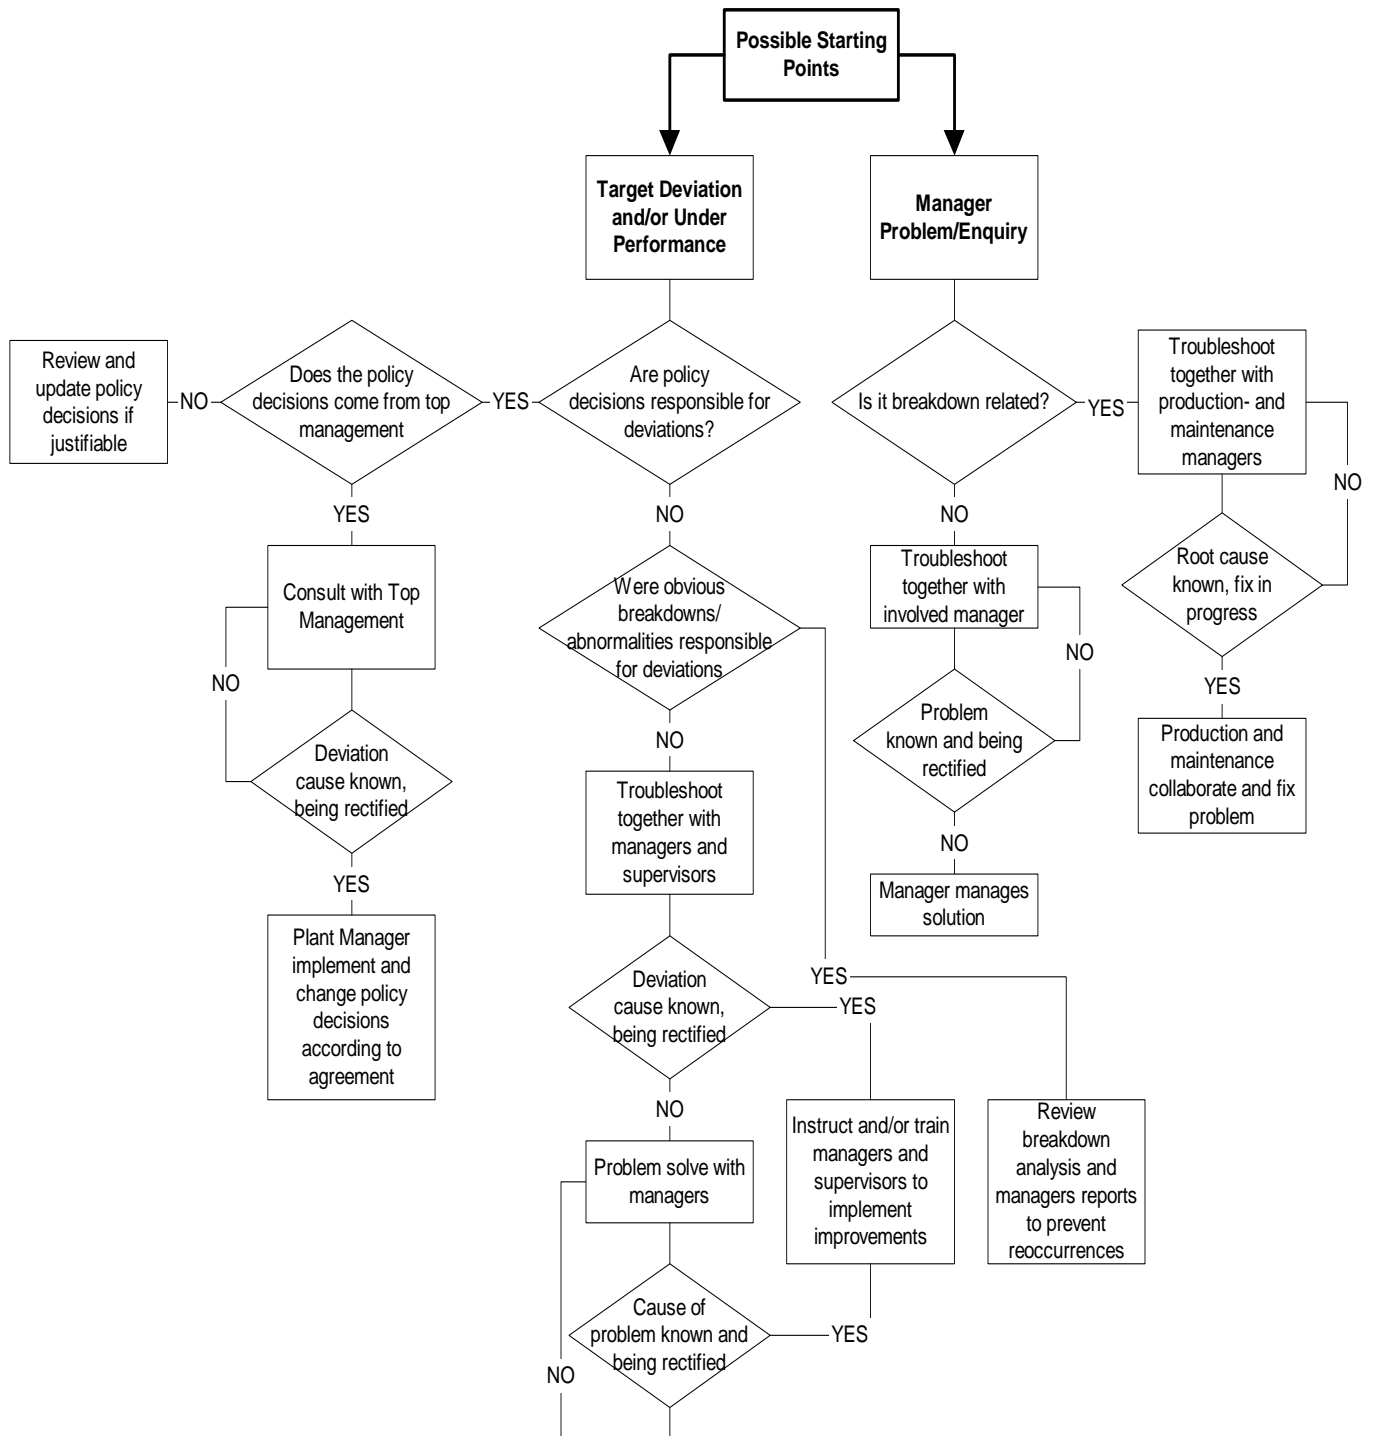 Possible Starting
Points
Target Deviation
and/or Under
Performance
Manager
Problem/Enquiry
Review and
update policy
decisions if
justifiable
NO
Does the policy
decisions come from top
management
YES
Are policy
decisions responsible for
deviations?
Is it breakdown related?
YES
Troubleshoot
together with
production- and
maintenance
managers
NO
YES
NO
NO
Root cause
known, fix in
progress
Consult with Top
Management
NO
Were obvious
breakdowns/
abnormalities responsible
for deviations
Troubleshoot
together with
involved manager
NO
YES
NO
Problem
known and being
rectified
Production and
maintenance
collaborate and fix
problem
Deviation
cause known,
being rectified
Troubleshoot
together with
managers and
supervisors
NO
YES
Manager manages
solution
Plant Manager
implement and
change policy
decisions
according to
agreement
Deviation
cause known,
being rectified
YES
YES
NO
Problem solve with
managers
Instruct and/or train
managers and
supervisors to
implement
improvements
Review
breakdown
analysis and
managers reports
to prevent
reoccurrences
Cause of
problem known and
being rectified
YES
NO